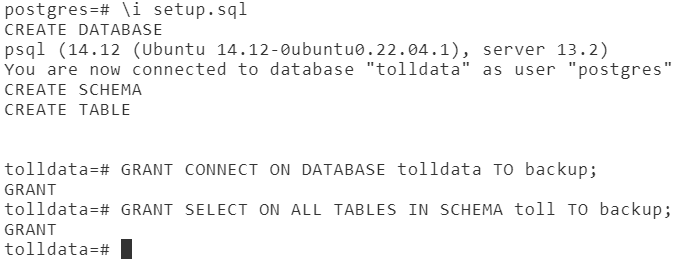 postgres=# \i setup.sql
CREATE DATABASE
psql (14.12 (Ubuntu 14.12-0ubuntu0.22.04.1), server 13.2)
You are now connected to database "tolldata" as user "postgres"
CREATE SCHEMA
CREATE TABLE
tolldata=# GRANT CONNECT ON DATABASE tolldata TO backup;
GRANT
tolldata=# GRANT SELECT ON ALL TABLES IN SCHEMA toll TO backup;
GRANT
tolldata=#